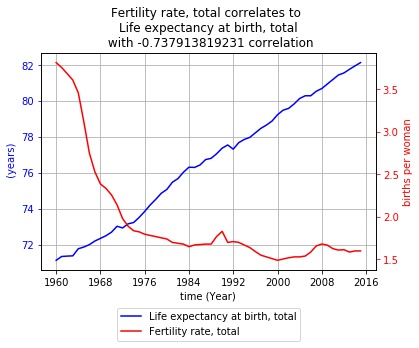 Fertility rate, total correlates to
Life expectancy at birth, total
with -0.737913819231 correlation
82
80
78
76
74
72
(years)
3.5
3.0
2.5
2.0
1.5
births per woman
1960 1968 1976 1984 1992 2000 2008 2016
time (Year)
Life expectancy at birth, total
Fertility rate, total